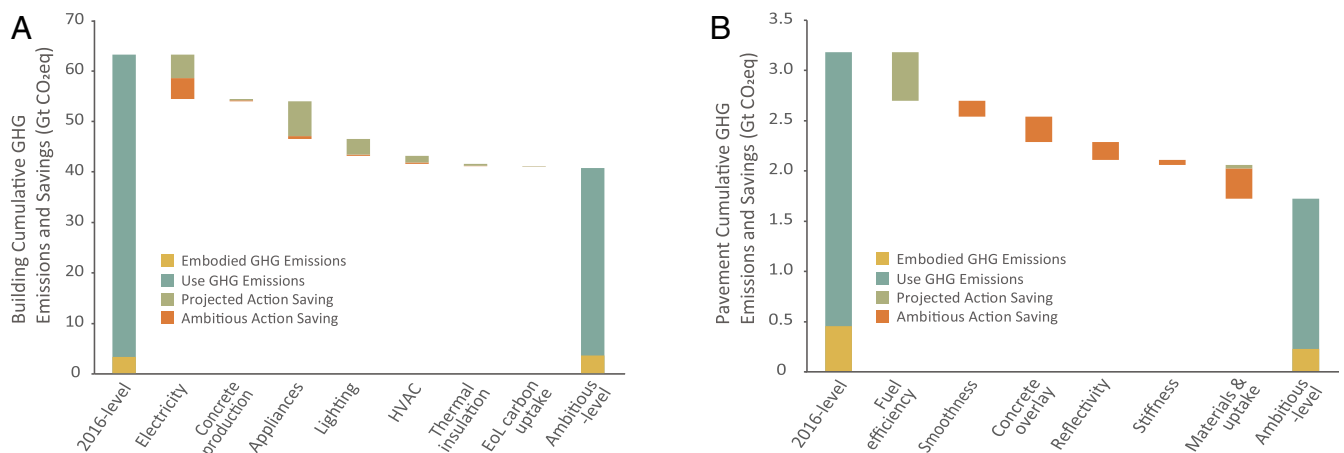 A
Building Cumulative GHG
Emissions and Savings (Gt CO₂eq)
70
60
50
40
30
20
10
0
Embodied GHG Emissions
Use GHG Emissions
Projected Action Saving
Ambitious Action Saving
2016-level
Electricity
Concrete
production
Appliances
Lighting
HVAC
Thermal
insulation
EoL carbon
uptake
Ambitious
-level
B
Pavement Cumulative GHG
Emissions and Savings (Gt CO₂eq)
3.5
3.0
2.5
2.0
1.5
1.0
0.5
0
Embodied GHG Emissions
Use GHG Emissions
Projected Action Saving
Ambitious Action Saving
2016-level
Fuel
efficiency
Smoothness
Concrete
overlay
Reflectivity
Stiffness
Materials &
uptake
Ambitious
-level